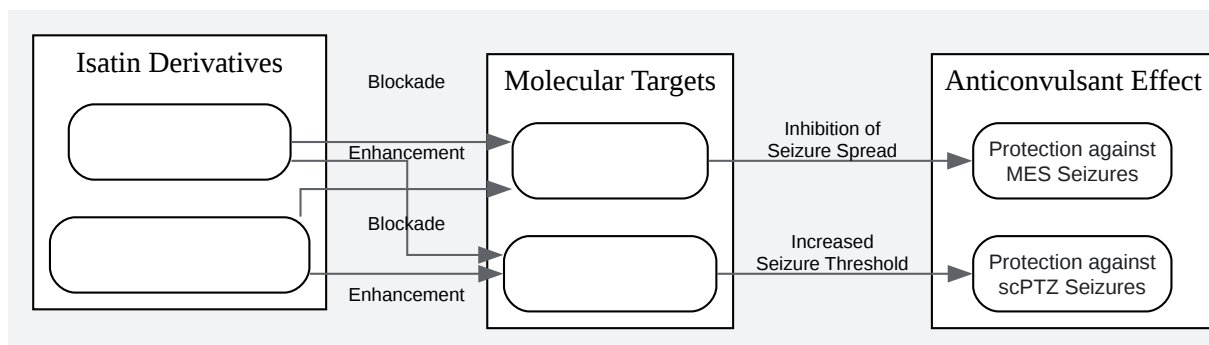 Isatin Derivatives
Blockade
Enhancement
Blockade
Enhancement
Molecular Targets
Inhibition of
Seizure Spread
Increased
Seizure Threshold
Anticonvulsant Effect
Protection against
MES Seizures
Protection against
scPTZ Seizures